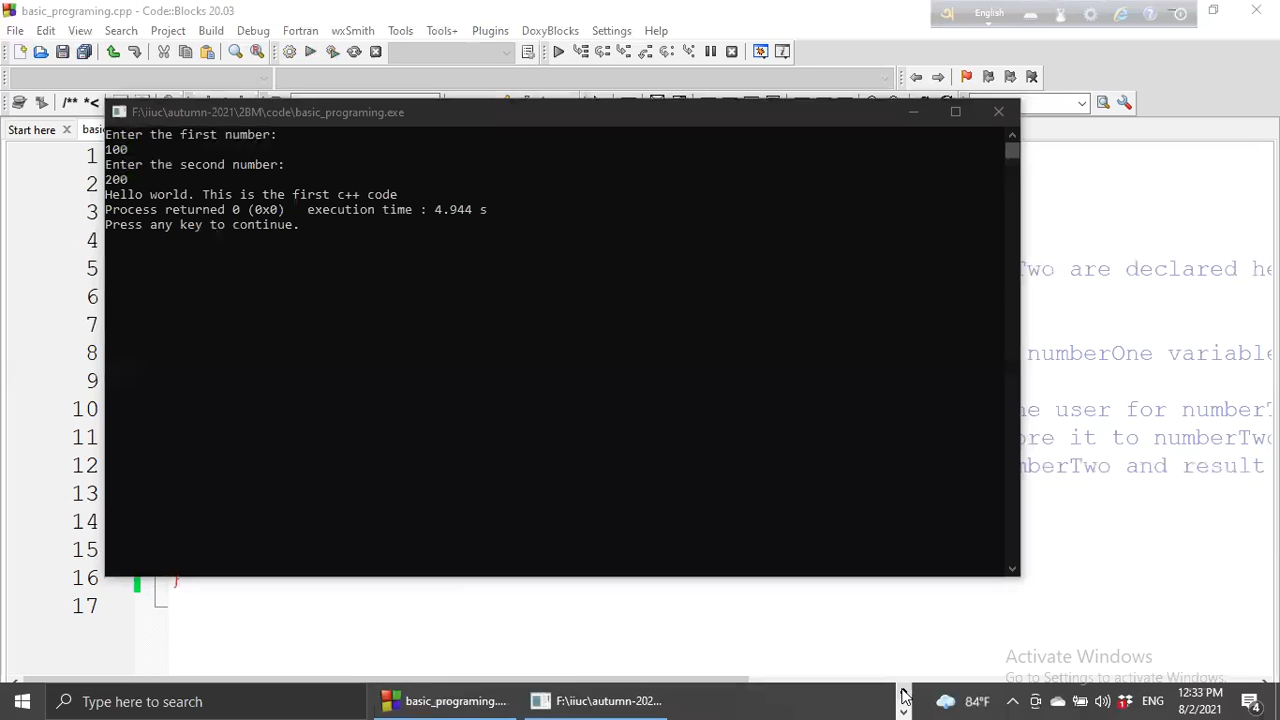 basic_programing.cpp - Code::Blocks 20.03
English
File Edit View Search Project Build Debug Fortran wxSmith Tools Tools+ Plugins DoxyBlocks Settings Help
/** *<
Start here
F:\iiuc\autumn-2021\2BM\code\basic_programing.exe
Enter the first number:
100
Enter the second number:
200
Hello world. This is the first c++ code
Process returned 0 (0x0) execution time : 4.944 s
Press any key to continue.
1
2
3
4
5 Two are declared he
6
7
8 numberOne variable
9
10 user for
11 it to
12 and result
13
14
15
16 }
17
Activate Windows
Go to Settings to activate Windows.
Type here to search
basic_programing....
F:\iiuc\autumn-202...
84°F
ENG
12:33 PM
8/2/2021
4